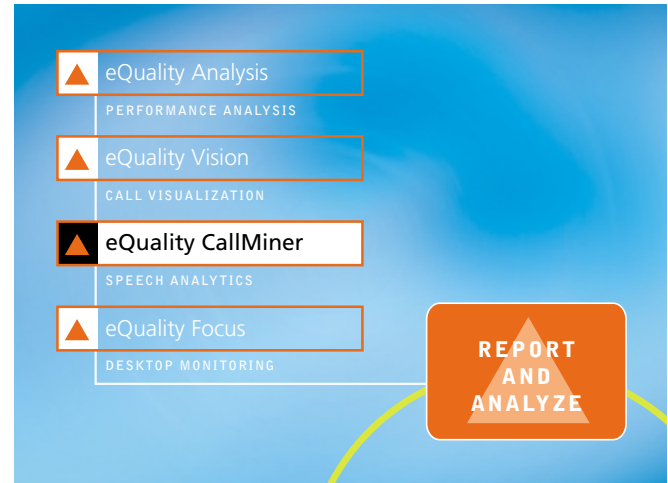 eQuality Analysis
PERFORMANCE ANALYSIS
eQuality Vision
CALL VISUALIZATION
eQuality CallMiner
SPEECH ANALYTICS
eQuality Focus
DESKTOP MONITORING
REPORT
AND
ANALYZE